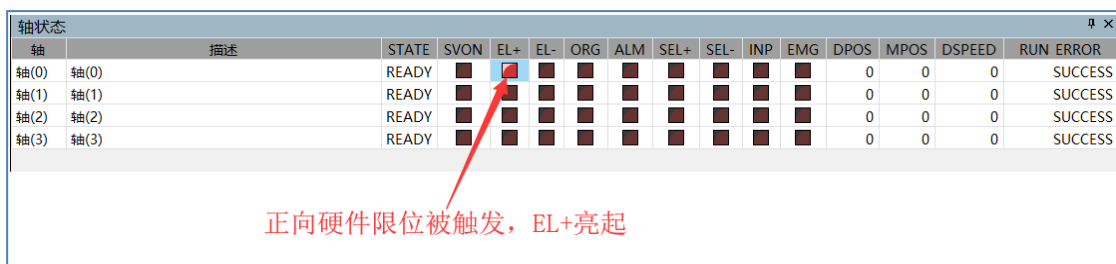 轴状态
轴 描述 STATE SVON EL+ EL- ORG ALM SEL+ SEL- INP EMG DPOS MPOS DSPEED RUN ERROR
轴(0) 轴(0) READY 0 0 0 SUCCESS
轴(1) 轴(1) READY 0 0 0 SUCCESS
轴(2) 轴(2) READY 0 0 0 SUCCESS
轴(3) 轴(3) READY 0 0 0 SUCCESS
正向硬件限位被触发，EL+亮起